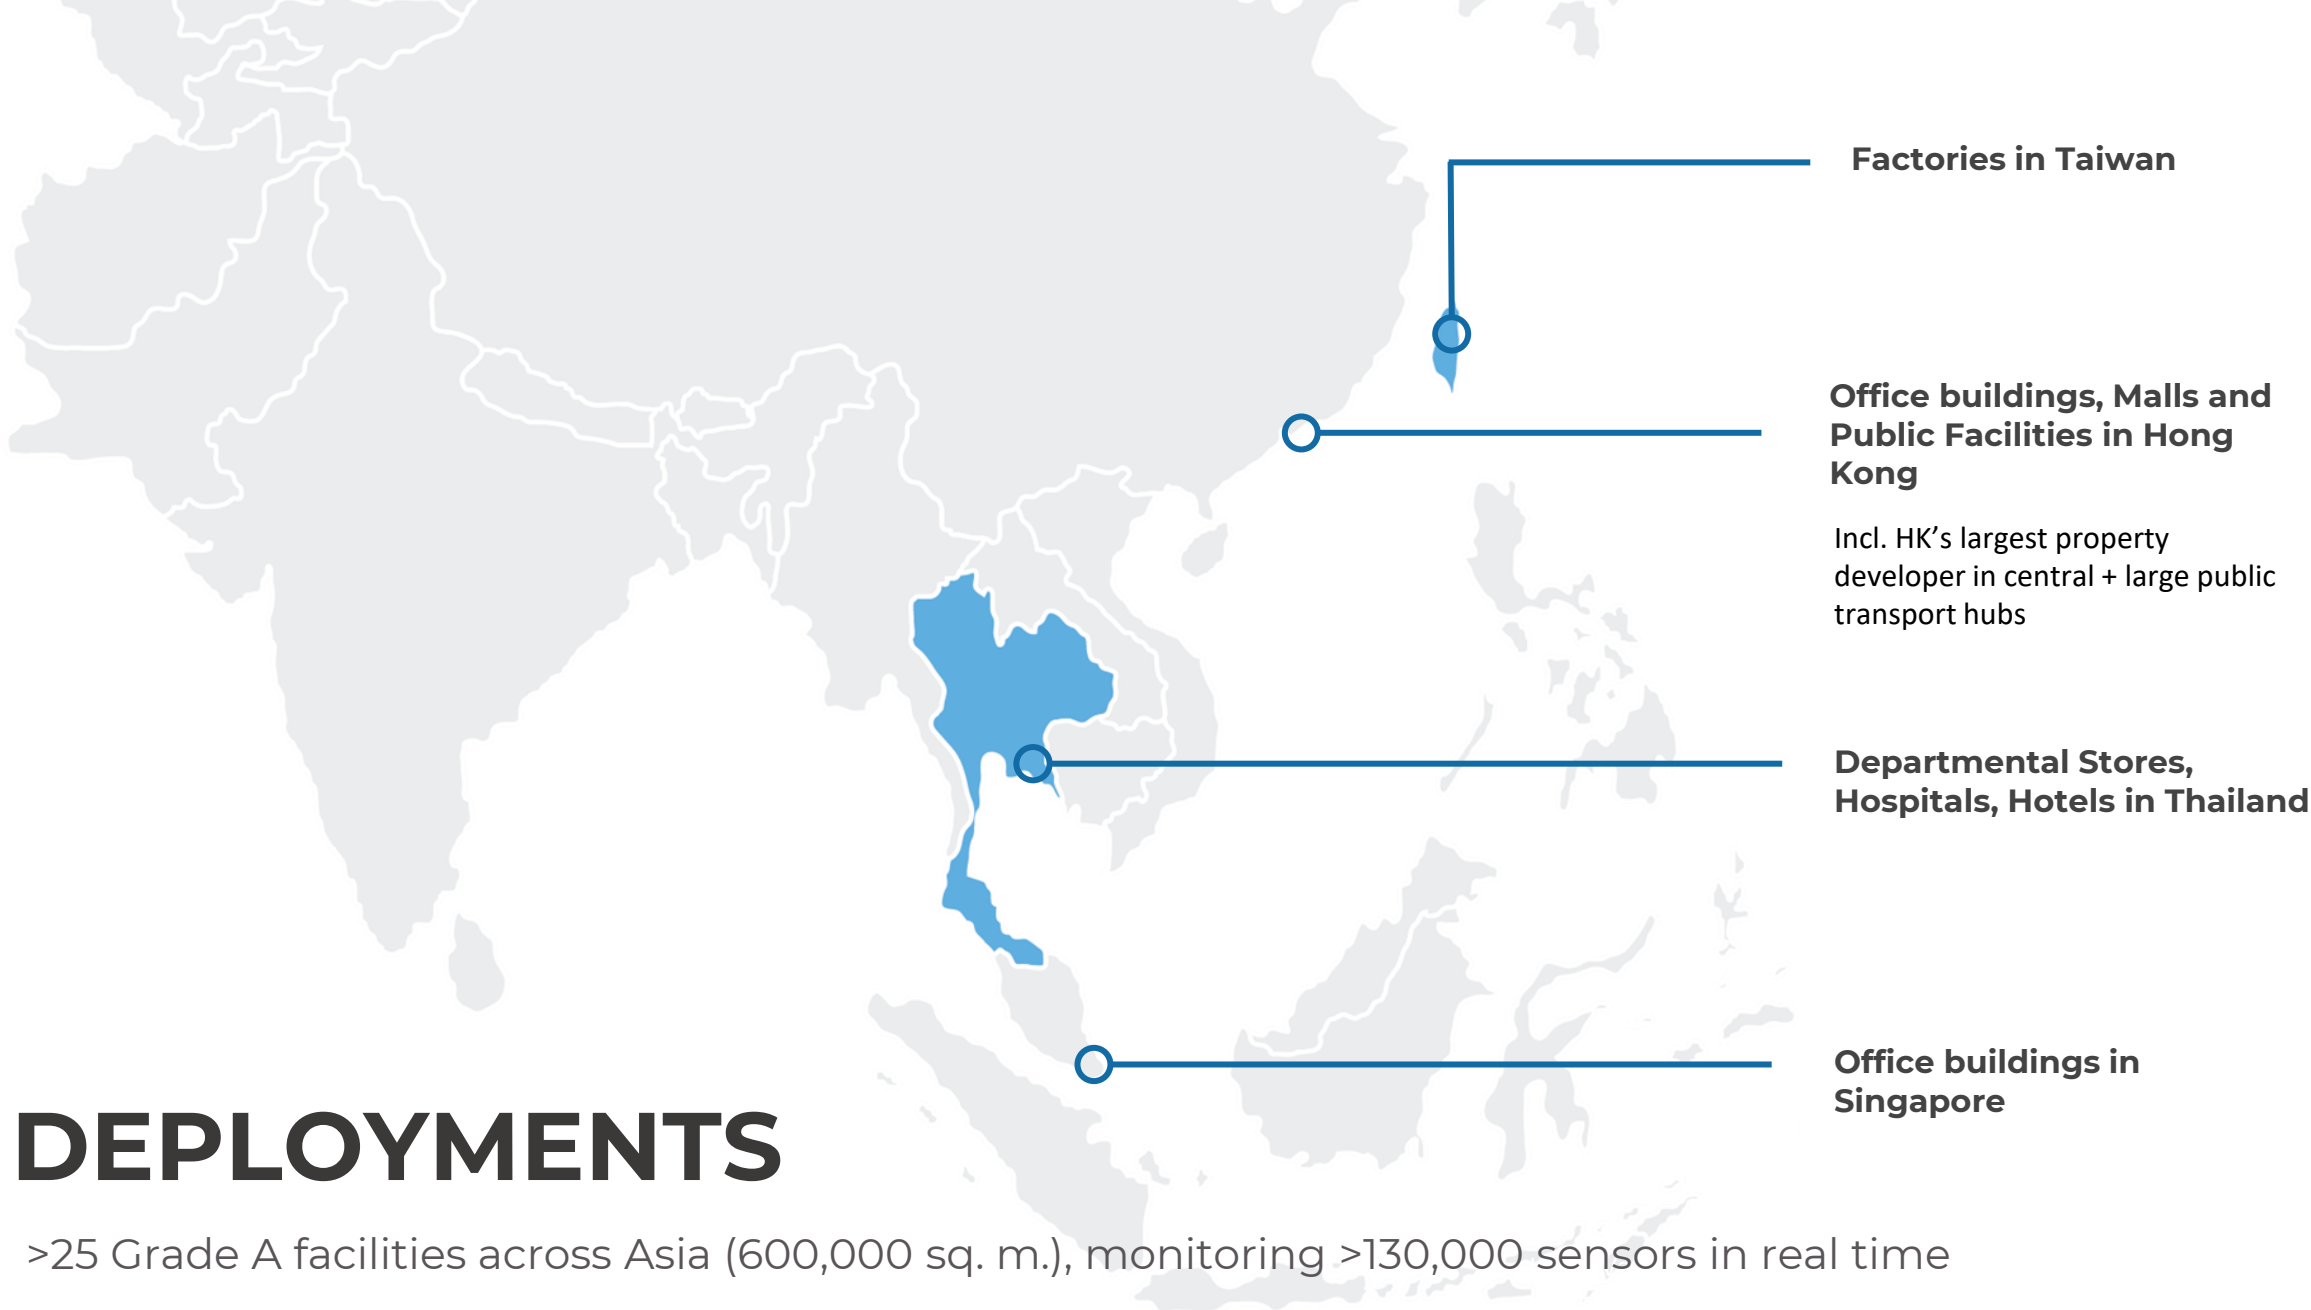 Factories in Taiwan
Office buildings, Malls and
Public Facilities in Hong
Kong
Incl. HK’s largest property
developer in central + large public
transport hubs
Departmental Stores,
Hospitals, Hotels in Thailand
Office buildings in
Singapore
DEPLOYMENTS
>25 Grade A facilities across Asia (600,000 sq. m.), monitoring >130,000 sensors in real time